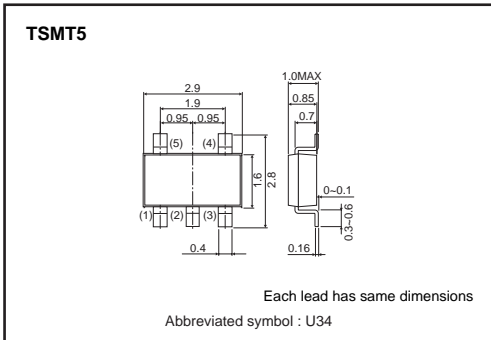 TSMT5
2.9
1.9
0.95 0.95
(5) (4)
(1) (2) (3)
1.6
2.8
0.4
1.0MAX
0.85
0.7
0~0.1
0.3~0.6
0.16
Each lead has same dimensions
Abbreviated symbol : U34